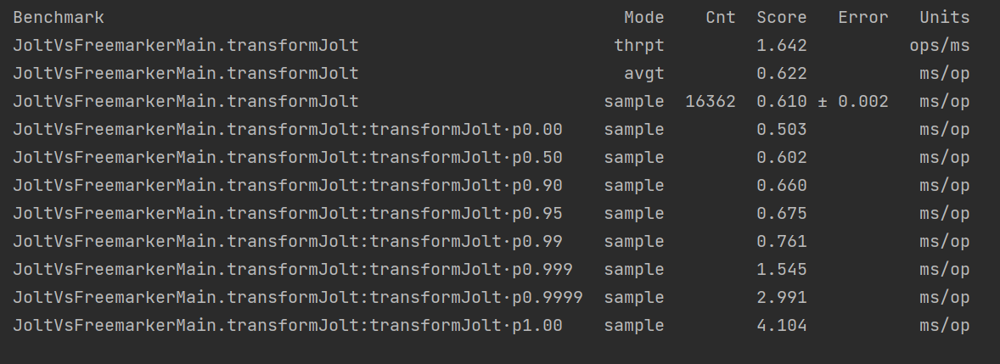 Benchmark Mode Cnt Score Error Units
JoltVsFreemarkerMain.transformJolt thrpt 1.642 ops/ms
JoltVsFreemarkerMain.transformJolt avgt 0.622 ms/op
JoltVsFreemarkerMain.transformJolt sample 16362 0.610 ± 0.002 ms/op
JoltVsFreemarkerMain.transformJolt:transformJolt·p0.00 sample 0.503 ms/op
JoltVsFreemarkerMain.transformJolt:transformJolt·p0.50 sample 0.602 ms/op
JoltVsFreemarkerMain.transformJolt:transformJolt·p0.90 sample 0.660 ms/op
JoltVsFreemarkerMain.transformJolt:transformJolt·p0.95 sample 0.675 ms/op
JoltVsFreemarkerMain.transformJolt:transformJolt·p0.99 sample 0.761 ms/op
JoltVsFreemarkerMain.transformJolt:transformJolt·p0.999 sample 1.545 ms/op
JoltVsFreemarkerMain.transformJolt:transformJolt·p0.9999 sample 2.991 ms/op
JoltVsFreemarkerMain.transformJolt:transformJolt·p1.00 sample 4.104 ms/op